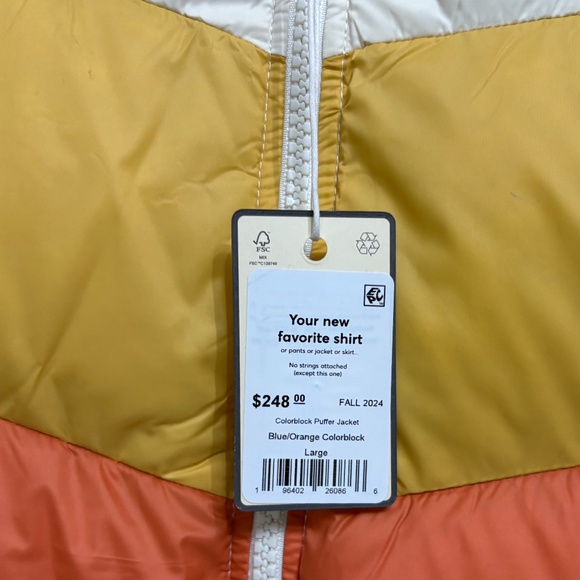 FSC
MIX
Your new
favorite shirt
or pants or jacket or skirt...
No strings attached
(except this one)
$248 00 FALL 2024
Colorblock Puffer Jacket
Blue/Orange Colorblock
Large
1 96402 26086 6